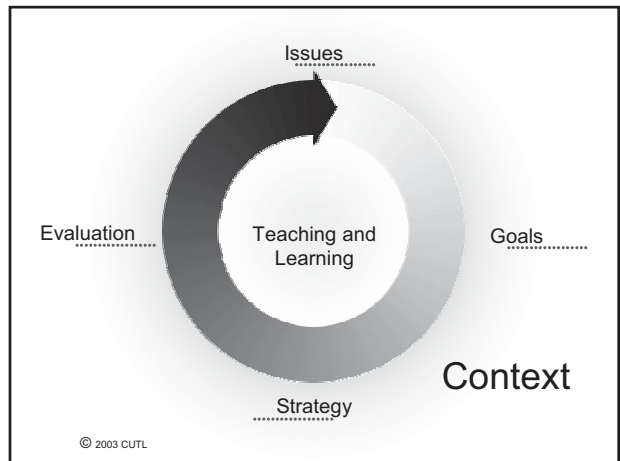 Issues
Evaluation
Teaching and
Learning
Goals
Context
Strategy
© 2003 CUTL